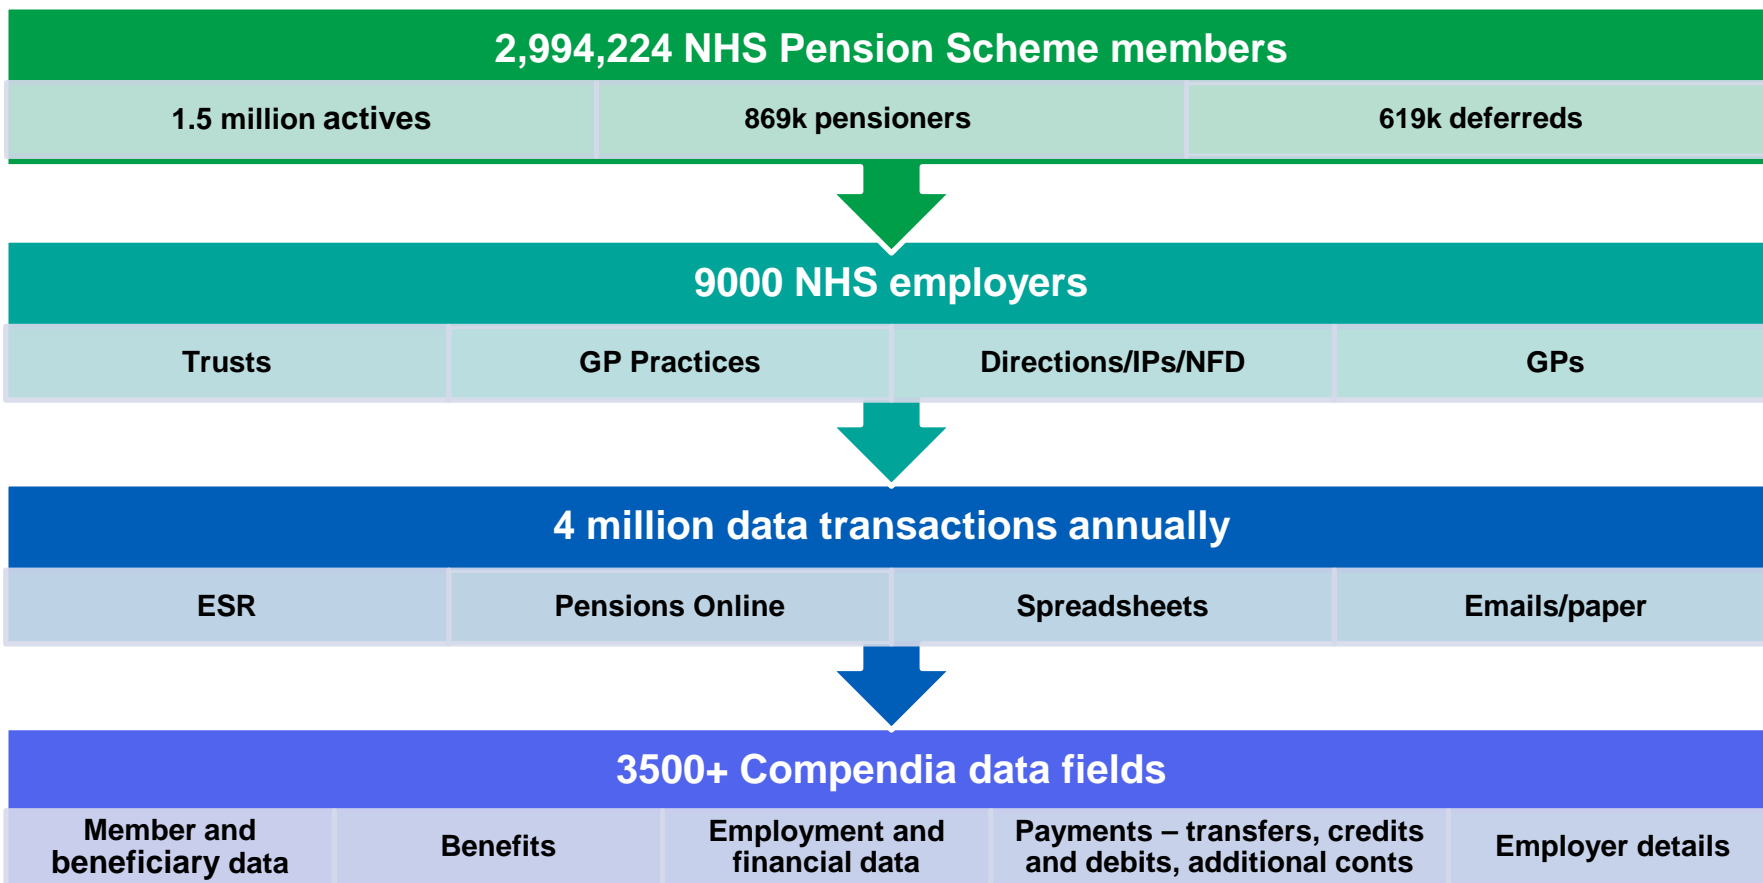 2,994,224 NHS Pension Scheme members
1.5 million actives
869k pensioners
619k deferreds
9000 NHS employers
Trusts
GP Practices
Directions/IPs/NFD
GPs
4 million data transactions annually
ESR
Pensions Online
Spreadsheets
Emails/paper
3500+ Compendia data fields
Member and
beneficiary data
Benefits
Employment and
financial data
Payments – transfers, credits
and debits, additional conts
Employer details